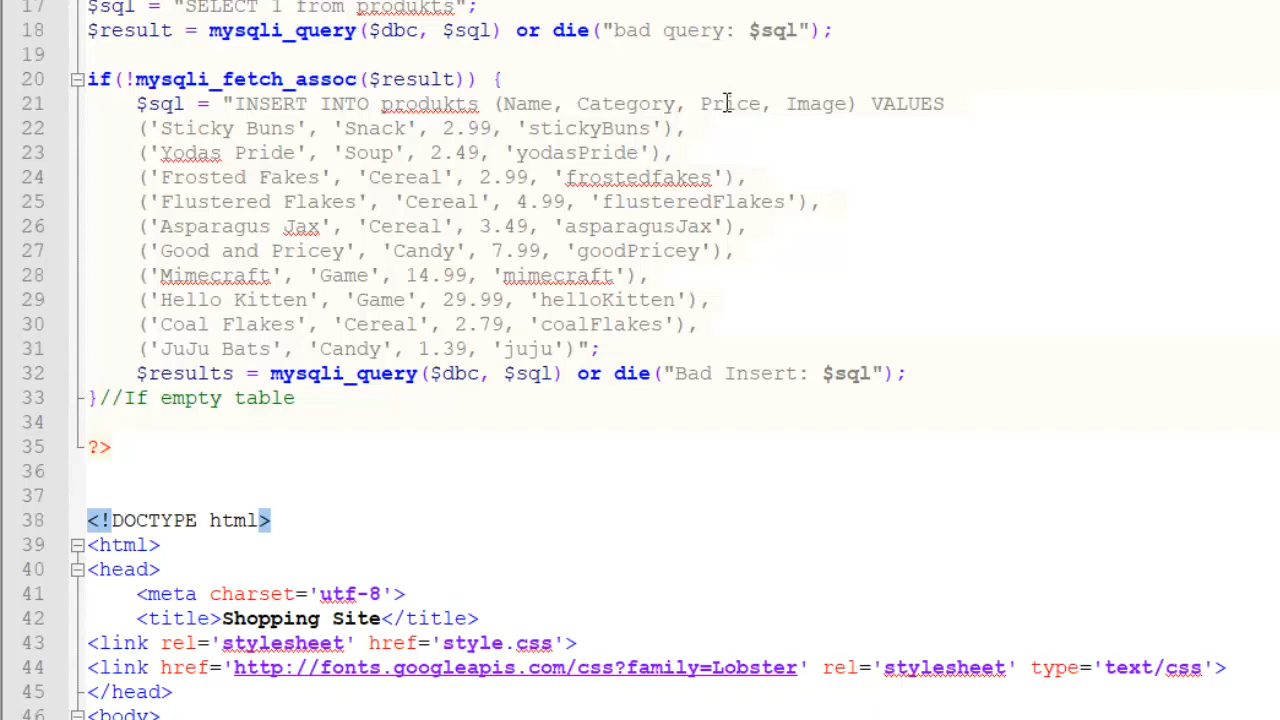 17 $sql = "SELECT 1 from produkts";
18 $result = mysqli_query($dbc, $sql) or die("bad query: $sql");
19
20 if(!mysqli_fetch_assoc($result)) {
21 $sql = "INSERT INTO produkts (Name, Category, Price, Image) VALUES
22 ('Sticky Buns', 'Snack', 2.99, 'stickyBuns'),
23 ('Yodas Pride', 'Soup', 2.49, 'yodasPride'),
24 ('Frosted Fakes', 'Cereal', 2.99, 'frostedfakes'),
25 ('Flustered Flakes', 'Cereal', 4.99, 'flusteredFlakes'),
26 ('Asparagus Jax', 'Cereal', 3.49, 'asparagusJax'),
27 ('Good and Pricey', 'Candy', 7.99, 'goodPricey'),
28 ('Mimecraft', 'Game', 14.99, 'mimecraft'),
29 ('Hello Kitten', 'Game', 29.99, 'helloKitten'),
30 ('Coal Flakes', 'Cereal', 2.79, 'coalFlakes'),
31 ('JuJu Bats', 'Candy', 1.39, 'juju')";
32 $results = mysqli_query($dbc, $sql) or die("Bad Insert: $sql");
33 }//If empty table
34
35 ?>
36
37
38 <!DOCTYPE html>
39 <html>
40 <head>
41 <meta charset='utf-8'>
42 <title>Shopping Site</title>
43 <link rel='stylesheet' href='style.css'>
44 <link href='http://fonts.googleapis.com/css?family=Lobster' rel='stylesheet' type='text/css'>
45 </head>
46 <body>